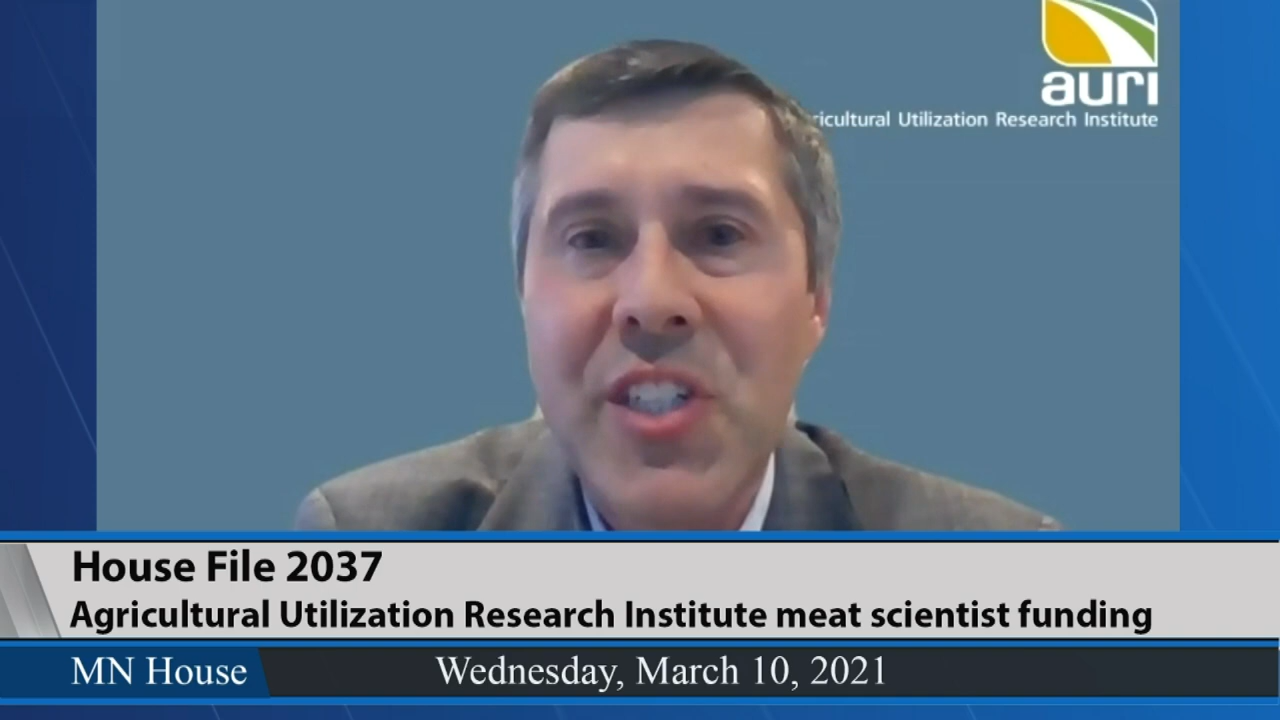 auri
Utilization Research Institute
House File 2037
Agricultural Utilization Research Institute meat scientist funding
MN House
Wednesday, March 10, 2021